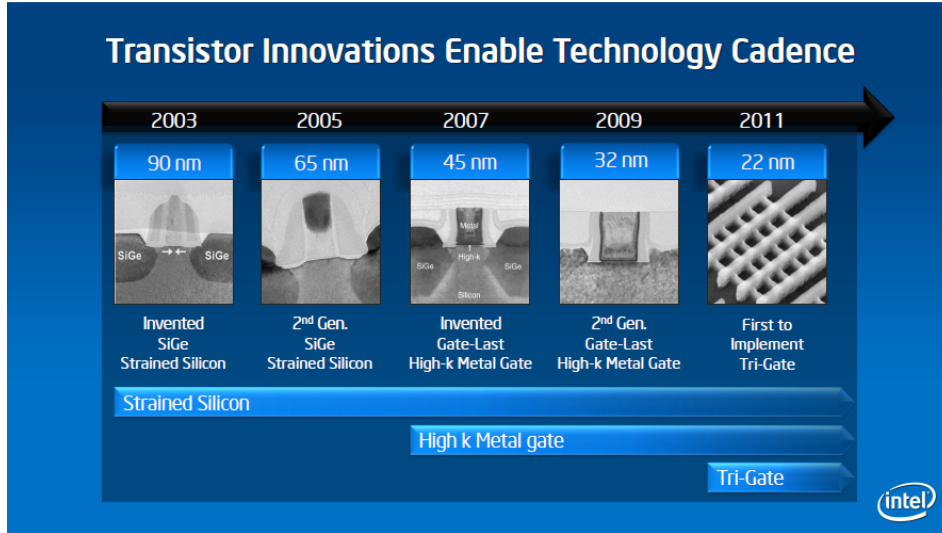 Transistor Innovations Enable Technology Cadence
2003 2005 2007 2009 2011
90 nm 65 nm 45 nm 32 nm 22 nm
SiGe SiGe
Metal
High-k
SiGe SiGe
Silicon
Invented
SiGe
Strained Silicon
2nd Gen.
SiGe
Strained Silicon
Invented
Gate-Last
High-k Metal Gate
2nd Gen.
Gate-Last
High-k Metal Gate
First to
Implement
Tri-Gate
Strained Silicon
High k Metal gate
Tri-Gate
intel